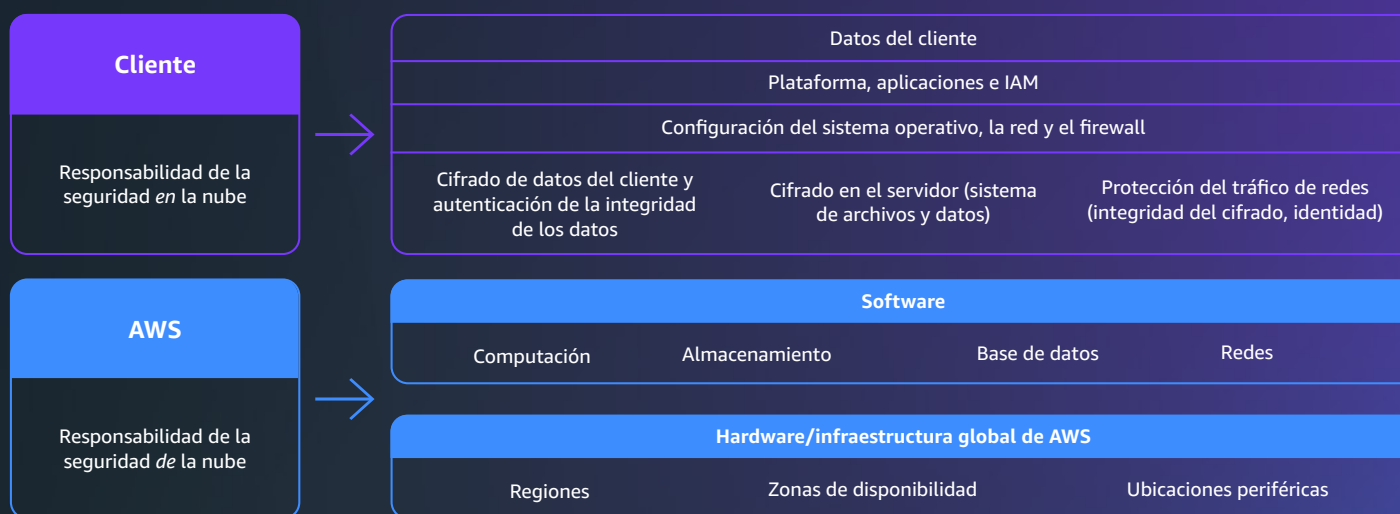 Cliente
Responsabilidad de la
seguridad en la nube
Datos del cliente
Plataforma, aplicaciones e IAM
Configuración del sistema operativo, la red y el firewall
Cifrado de datos del cliente y
autenticación de la integridad
de los datos
Cifrado en el servidor (sistema
de archivos y datos)
Protección del tráfico de redes
(integridad del cifrado, identidad)
AWS
Responsabilidad de la
seguridad de la nube
Software
Computación
Almacenamiento
Base de datos
Redes
Hardware/infraestructura global de AWS
Regiones
Zonas de disponibilidad
Ubicaciones periféricas